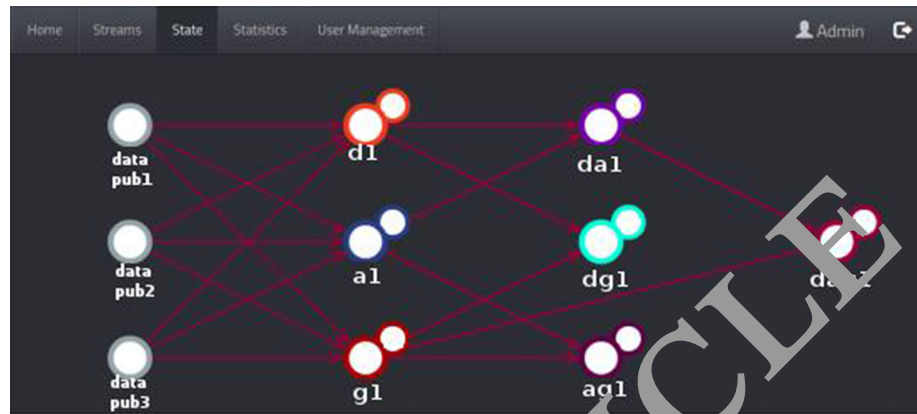 Home Streams State Statistics User Management Admin
data pub1
d1
da1
data pub2
a1
dg1
data pub3
g1
ag1
CLE